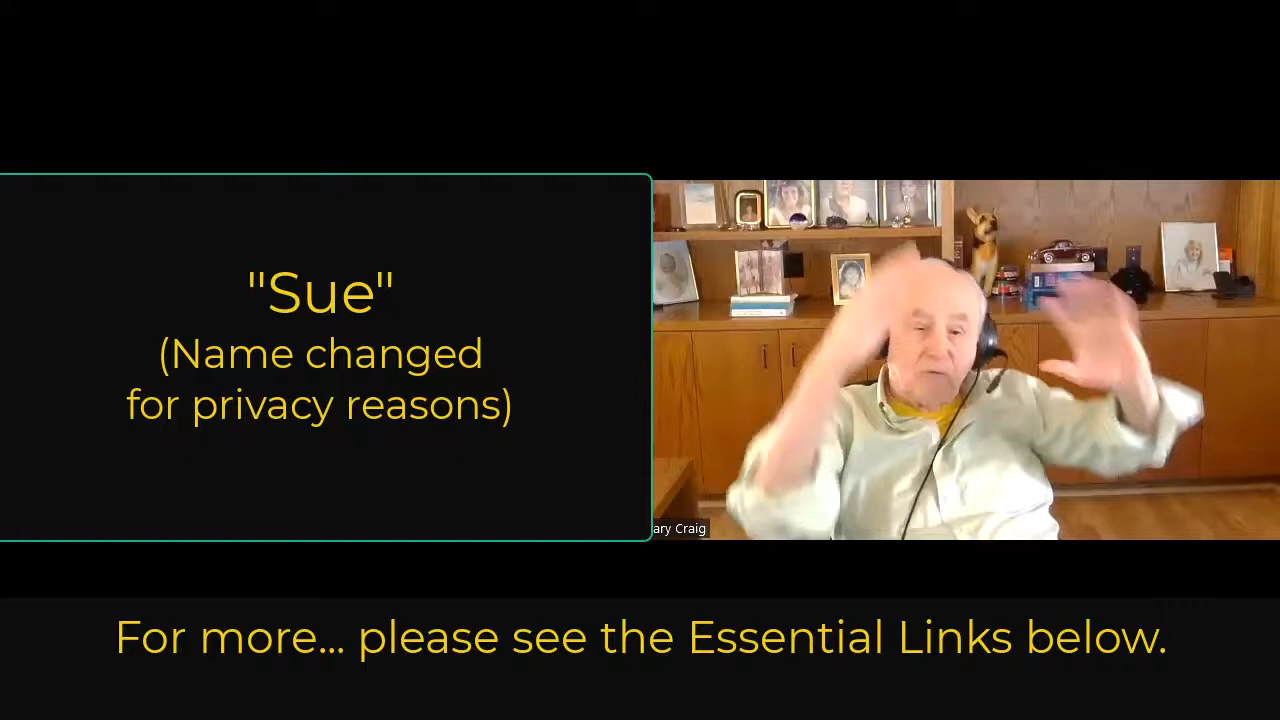 "Sue"
(Name changed
for privacy reasons)
ary Craig
For more... please see the Essential Links below.